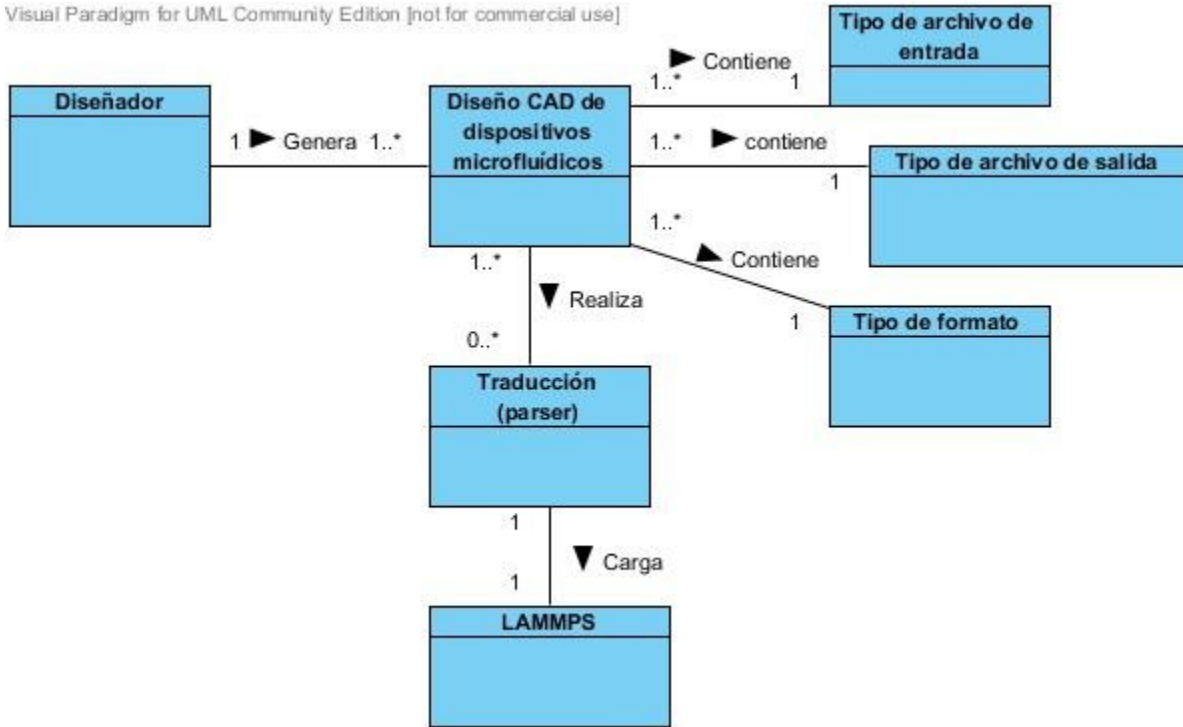 Visual Paradigm for UML Community Edition [not for commercial use]
Tipo de archivo de
entrada
Contiene
1..* 1
Diseñador
1 Genera 1..*
Diseño CAD de
dispositivos
microfluídicos
1..* contiene
1
Tipo de archivo de salida
1..*
Contiene
1
Tipo de formato
1..*
Realiza
0..*
Traducción
(parser)
1
Carga
1
LAMMPS